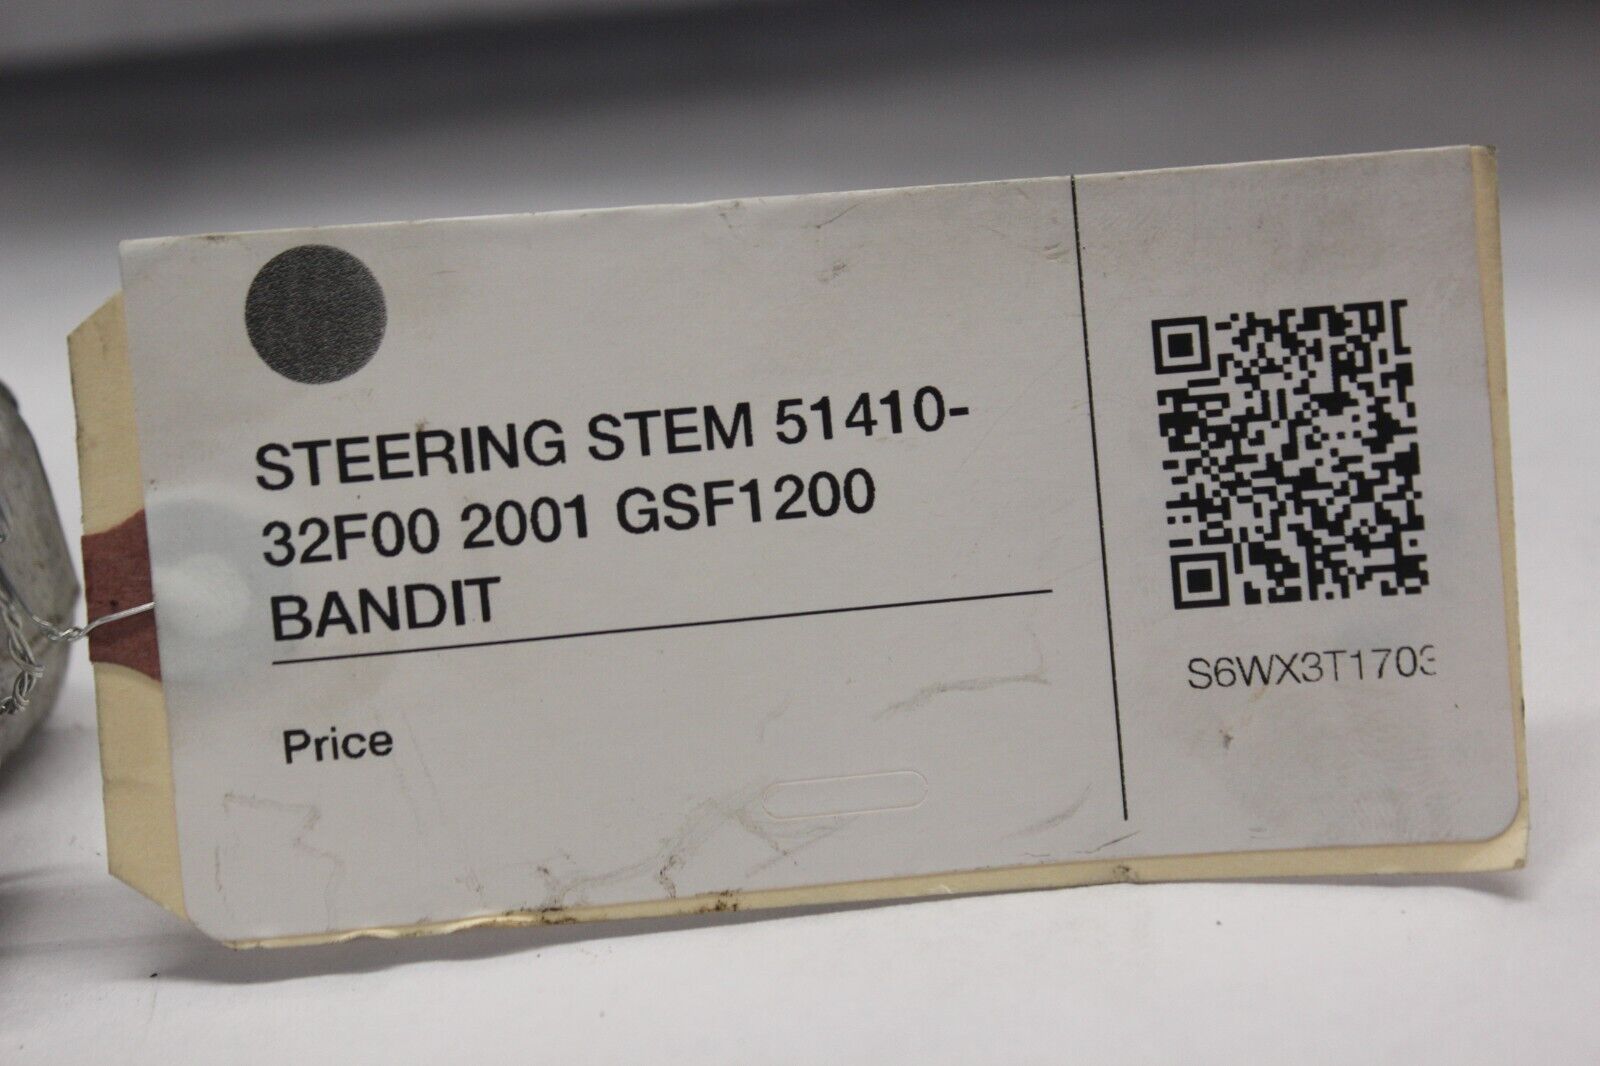 STEERING STEM 51410-
32F00 2001 GSF1200
BANDIT
Price
S6WX3T1703